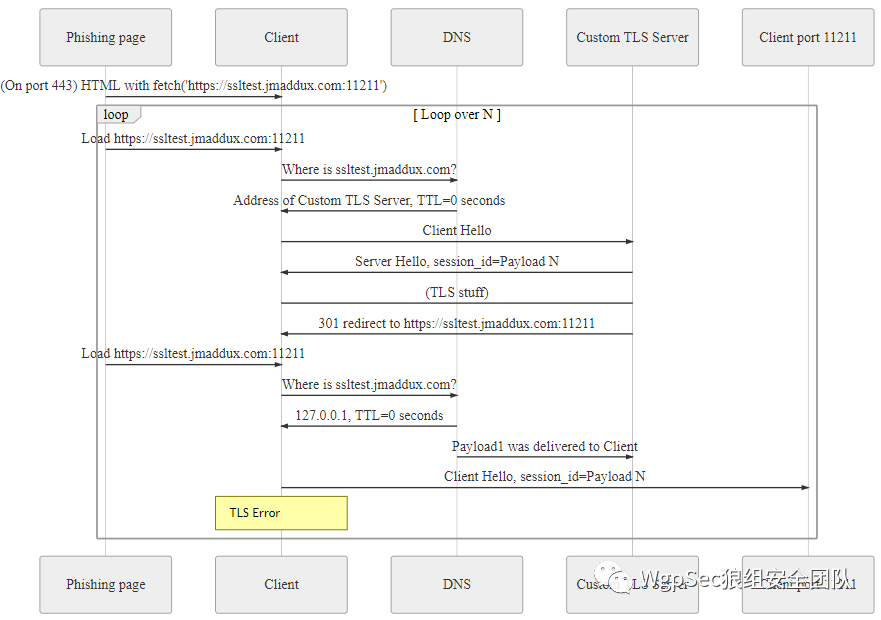 Phishing page
Client
DNS
Custom TLS Server
Client port 11211
(On port 443) HTML with fetch('https://ssltest.jmaddux.com:11211')
loop
[ Loop over N ]
Load https://ssltest.jmaddux.com:11211
Where is ssltest.jmaddux.com?
Address of Custom TLS Server, TTL=0 seconds
Client Hello
Server Hello, session_id=Payload N
(TLS stuff)
301 redirect to https://ssltest.jmaddux.com:11211
Load https://ssltest.jmaddux.com:11211
Where is ssltest.jmaddux.com?
127.0.0.1, TTL=0 seconds
Payload1 was delivered to Client
Client Hello, session_id=Payload N
TLS Error
Phishing page
Client
DNS
WgpSec狼组安全团队